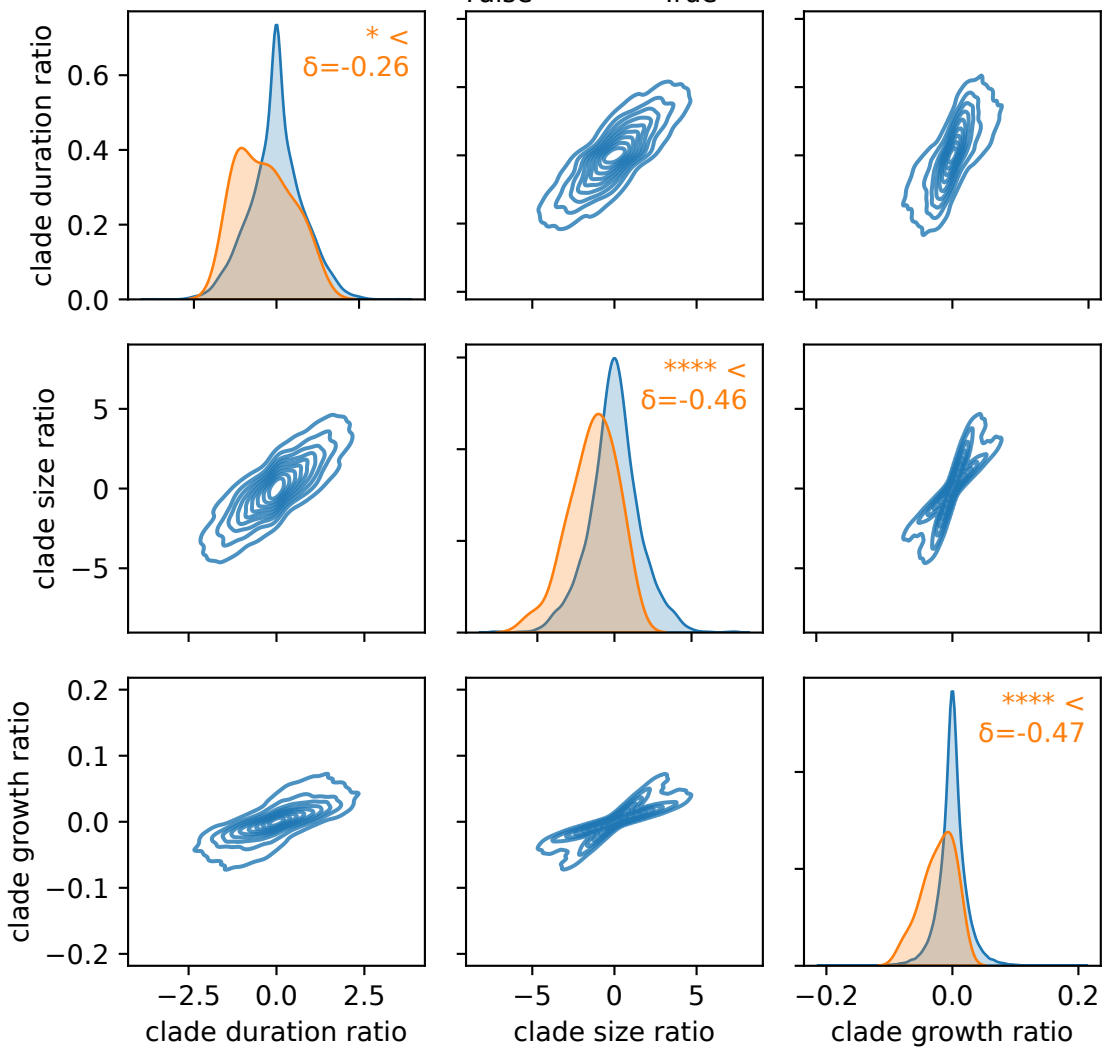 False True
clade duration ratio
0.6
0.4
0.2
0.0
* <
δ=-0.26
clade size ratio
5
0
−5
**** <
δ=-0.46
clade growth ratio
0.2
0.1
0.0
−0.1
−0.2
**** <
δ=-0.47
−2.5 0.0 2.5
−5 0 5
−0.2 0.0 0.2
clade duration ratio
clade size ratio
clade growth ratio